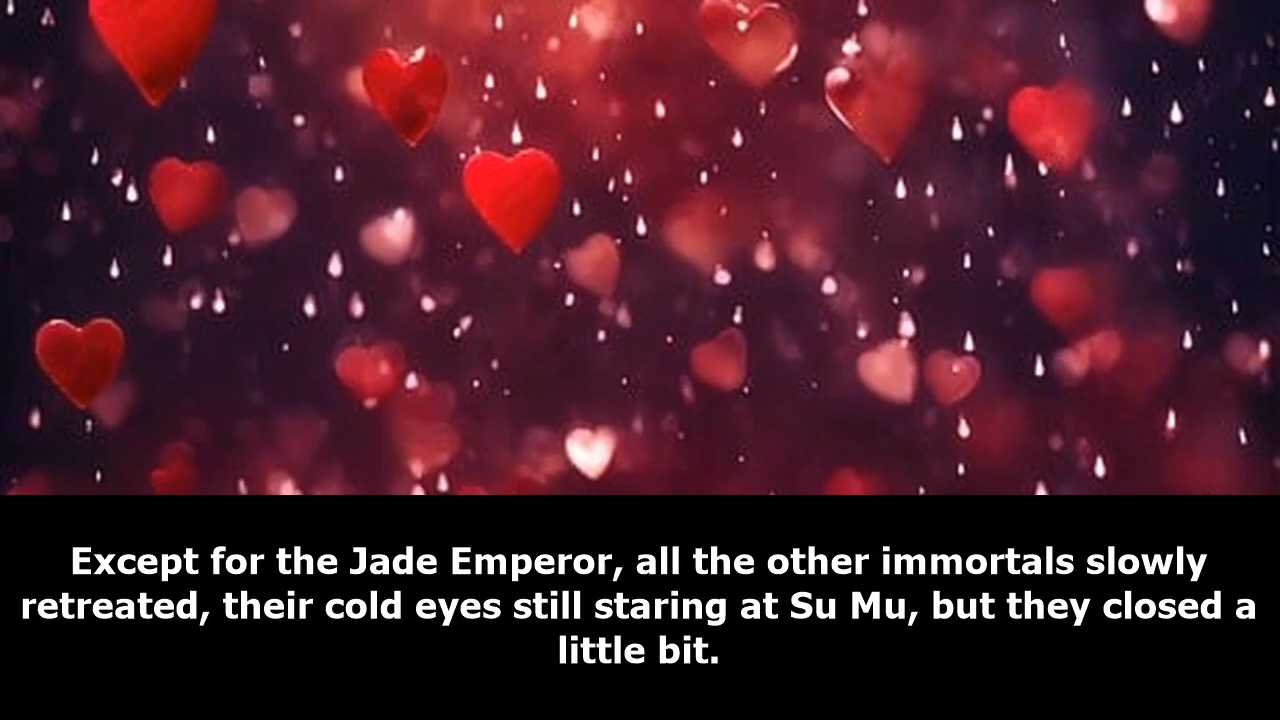 Except for the Jade Emperor, all the other immortals slowly
retreated, their cold eyes still staring at Su Mu, but they closed a
little bit.